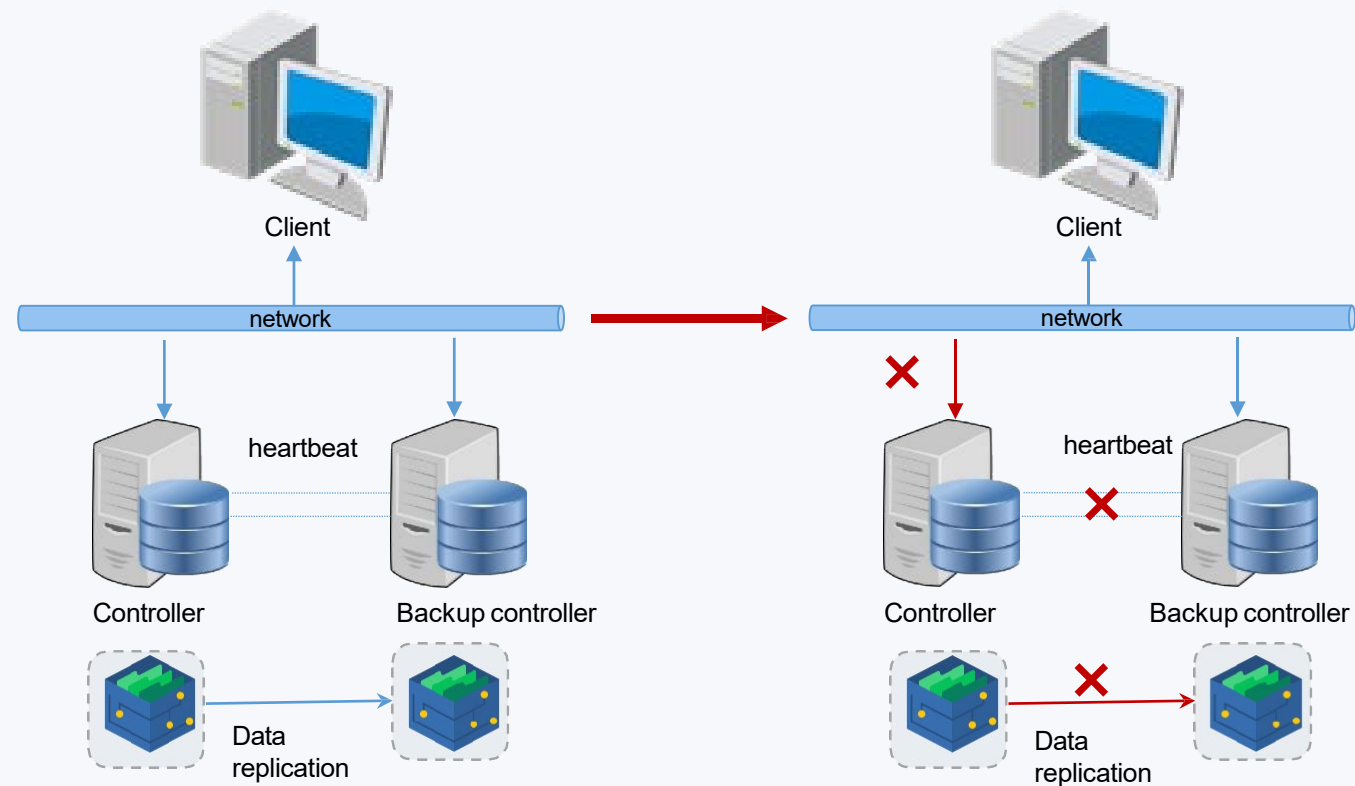 Client
network
heartbeat
Controller
Backup controller
Data
replication
Client
network
heartbeat
Controller
Backup controller
Data
replication